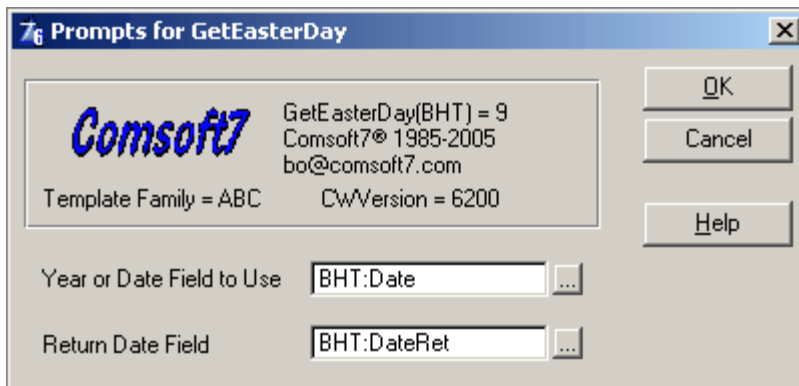 76 Prompts for GetEasterDay
Comsoft7
GetEasterDay(BHT) = 9
Comsoft7® 1985-2005
bo@comsoft7.com
Template Family = ABC CWVersion = 6200
OK
Cancel
Help
Year or Date Field to Use BHT:Date ...
Return Date Field BHT:DateRet ...